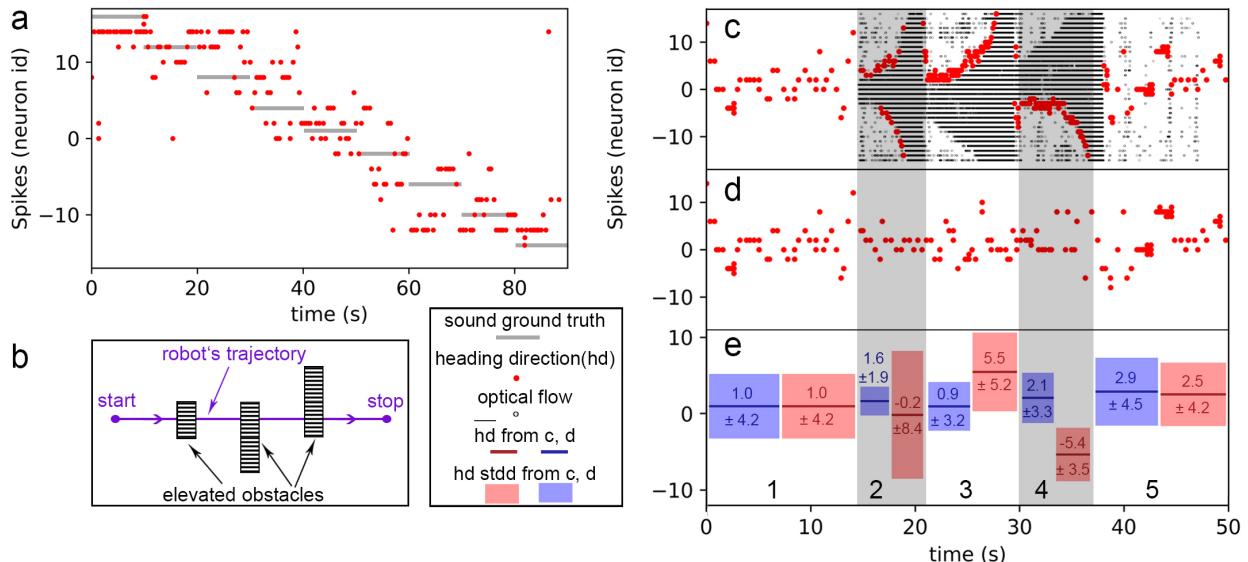 a
Spikes (neuron id)
10
0
−10
0
20
40
60
80
time (s)
b
robot's trajectory
start
stop
elevated obstacles
sound ground truth
heading direction(hd)
optical flow
hd from c, d
hd stdd from c, d
c
Spikes (neuron id)
10
0
−10
d
10
0
−10
e
10
0
−10
1.0
± 4.2
1.0
± 4.2
1.6
±1.9
-0.2
±8.4
0.9
± 3.2
5.5
± 5.2
2.1
±3.3
-5.4
± 3.5
2.9
± 4.5
2.5
± 4.2
1
2
3
4
5
0
10
20
30
40
50
time (s)